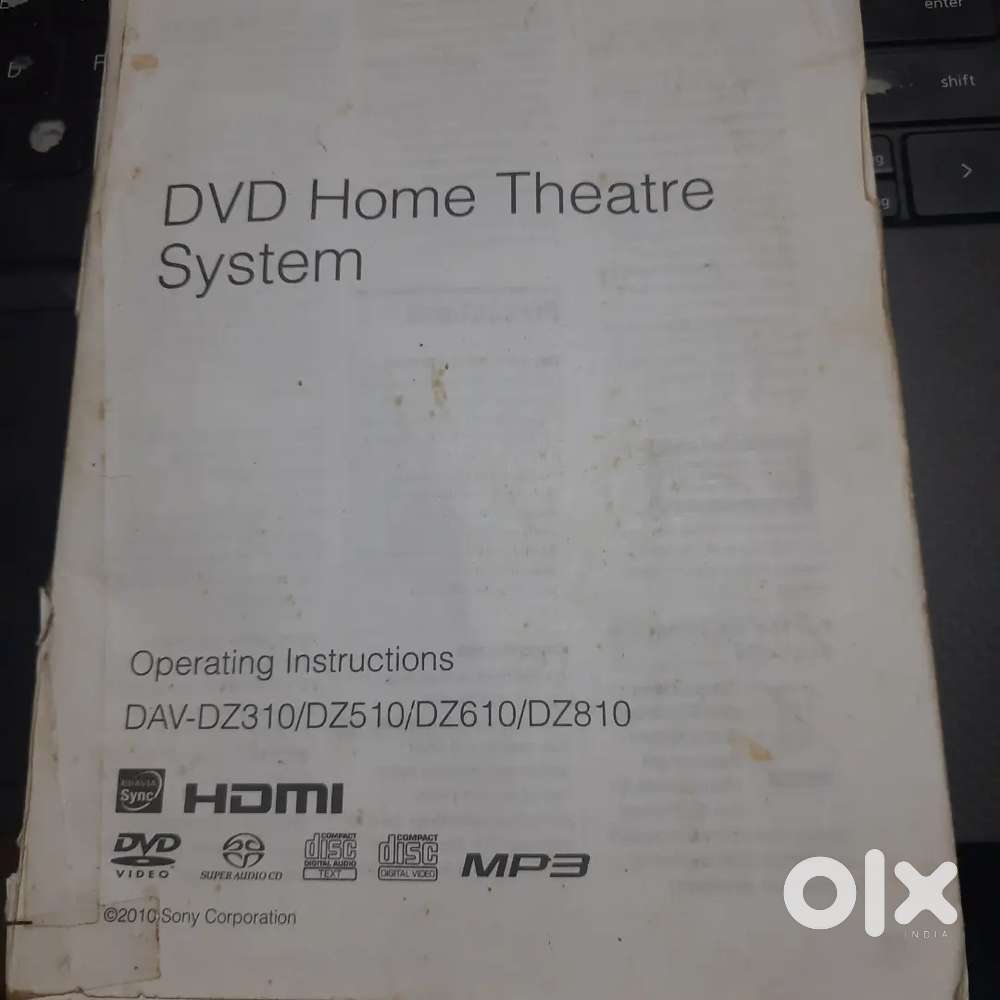 enter
shift
D
F
>
DVD Home Theatre
System
Operating Instructions
DAV-DZ310/DZ510/DZ610/DZ810
BRAVIA
Sync
HDMI
DVD
VIDEO
SUPER AUDIO CD
COMPACT
disc
DIGITAL AUDIO
TEXT
COMPACT
disc
DIGITAL VIDEO
MP3
©2010 Sony Corporation
olx
INDIA